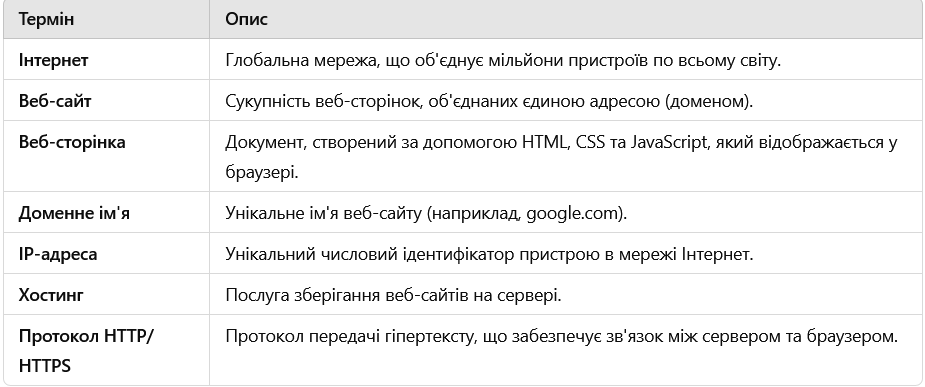 Термін Опис
Інтернет Глобальна мережа, що об'єднує мільйони пристроїв по всьому світу.
Веб-сайт Сукупність веб-сторінок, об'єднаних єдиною адресою (доменом).
Веб-сторінка Документ, створений за допомогою HTML, CSS та JavaScript, який відображається у
браузері.
Доменне ім'я Унікальне ім'я веб-сайту (наприклад, google.com).
IP-адреса Унікальний числовий ідентифікатор пристрою в мережі Інтернет.
Хостинг Послуга зберігання веб-сайтів на сервері.
Протокол HTTP/ Протокол передачі гіпертексту, що забезпечує зв'язок між сервером та браузером.
HTTPS